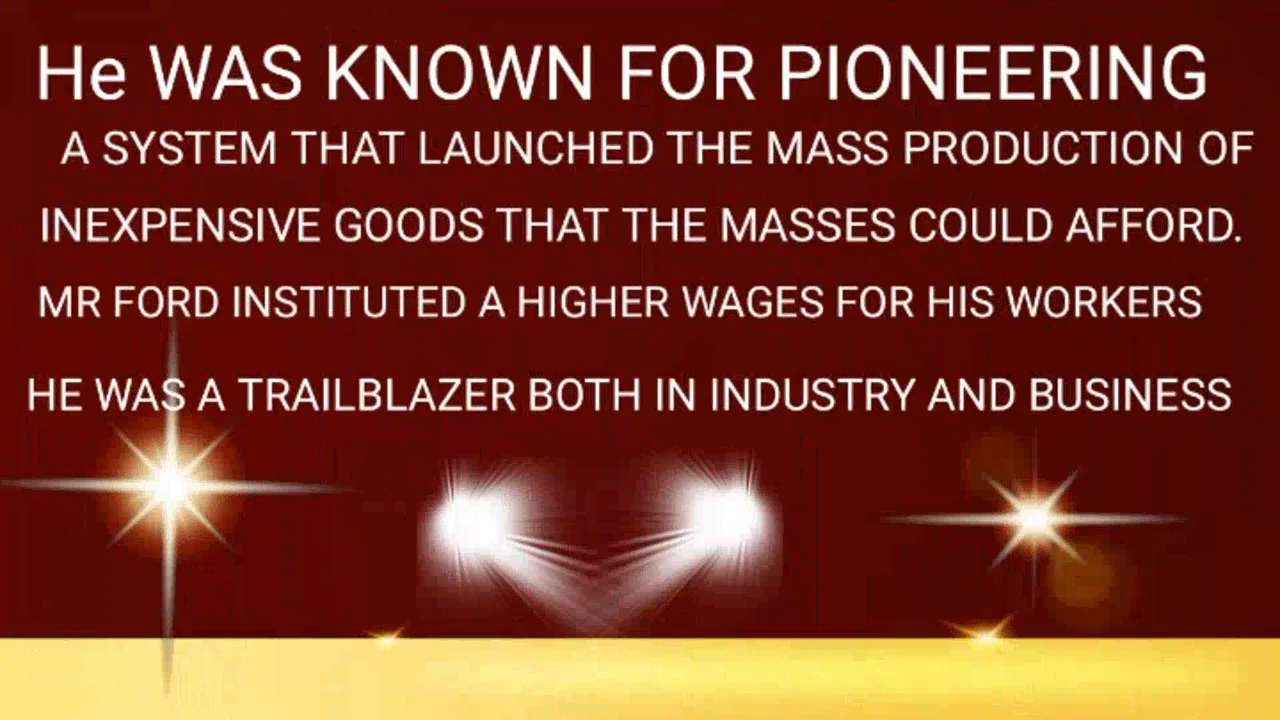 He WAS KNOWN FOR PIONEERING
A SYSTEM THAT LAUNCHED THE MASS PRODUCTION OF
INEXPENSIVE GOODS THAT THE MASSES COULD AFFORD.
MR FORD INSTITUTED A HIGHER WAGES FOR HIS WORKERS
HE WAS A TRAILBLAZER BOTH IN INDUSTRY AND BUSINESS